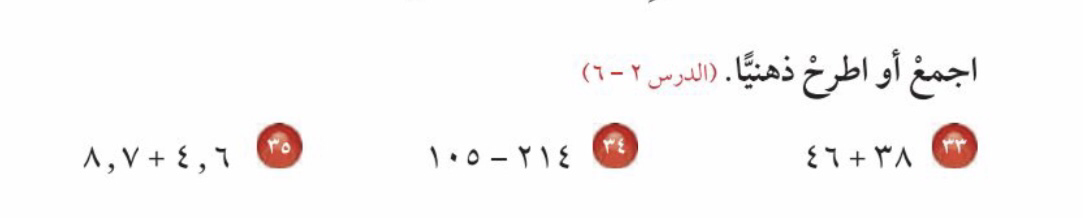 اجمعْ أو اطرحْ ذهنيًّا. (الدرس ٢ – ٦)
٣٣ ٣٨ + ٤٦ ٣٤ ٢١٤ – ١٠٥ ٣٥ ٤,٦ + ٨,٧